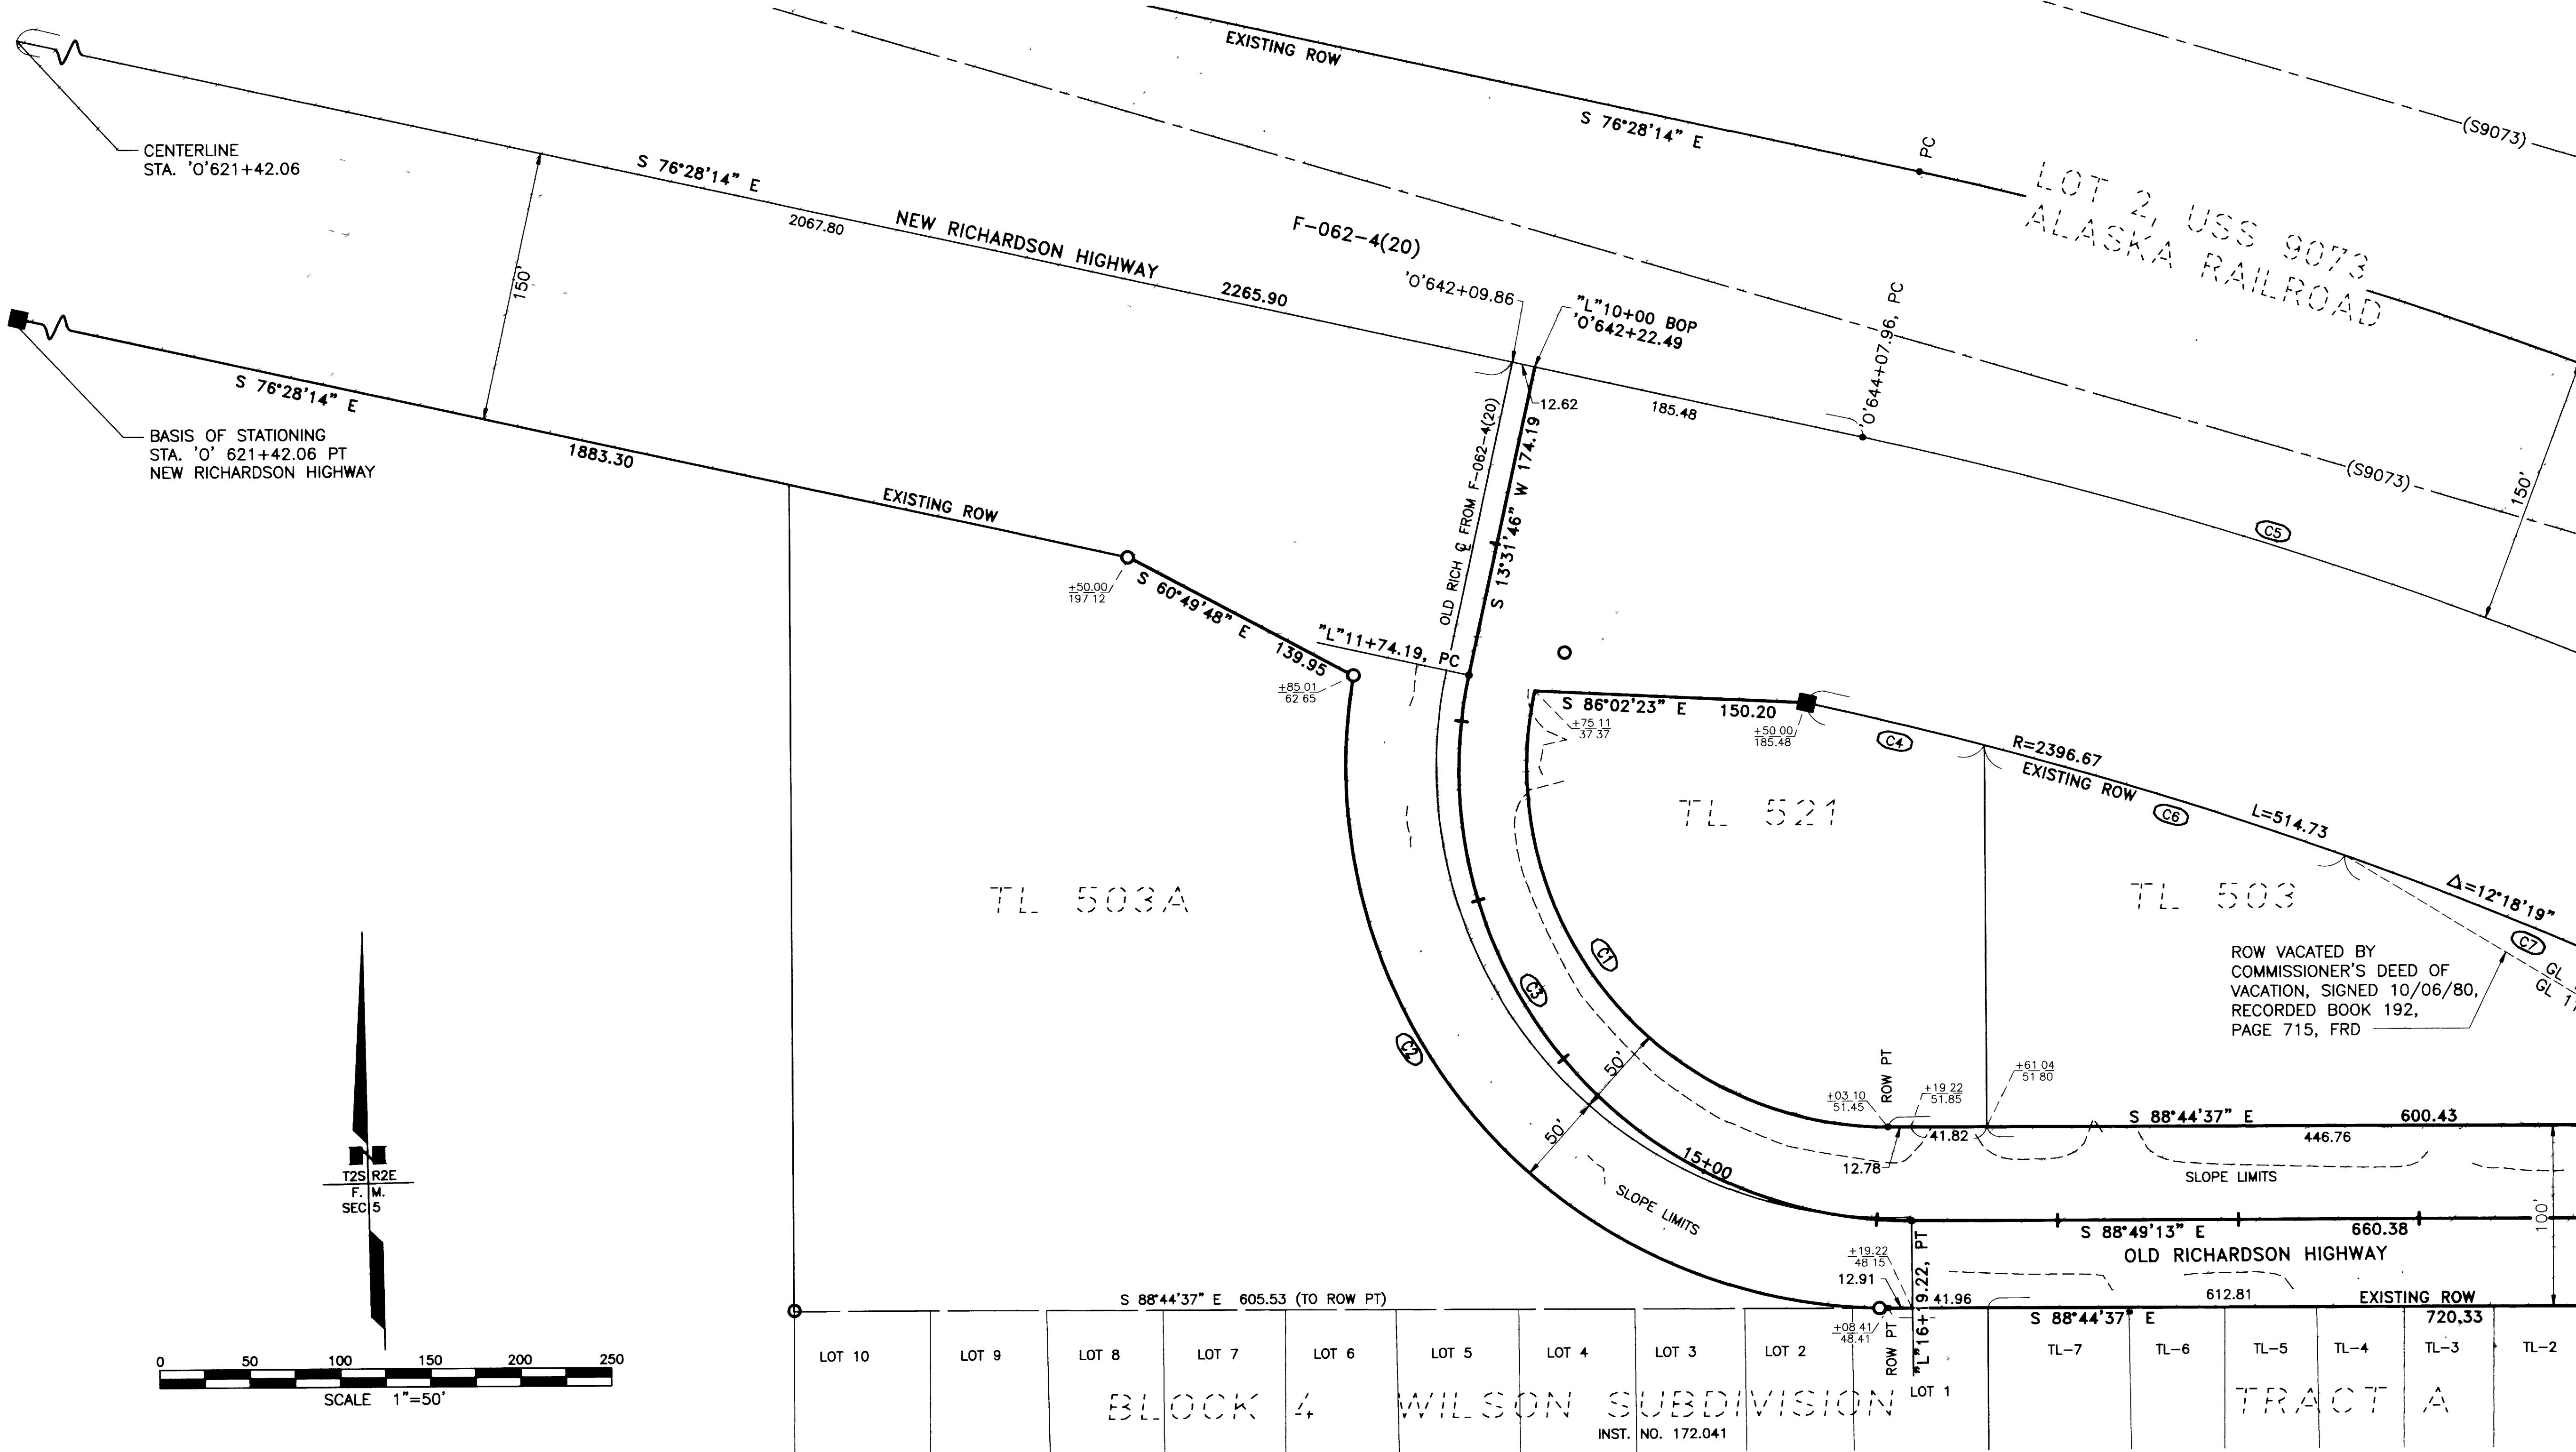 EXISTING ROW
S 76°28'14" E
PC
(S9073)
LOT 2, USS 9073
ALASKA RAILROAD
CENTERLINE
STA. 'O'621+42.06
S 76°28'14" E
2067.80
NEW RICHARDSON HIGHWAY
2265.90
F-062-4(20)
'O'642+09.86
"L"10+00 BOP
'O'642+22.49
150'
12.62
185.48
'O'644+07.96, PC
(S9073)
150'
C5
S 76°28'14" E
BASIS OF STATIONING
STA. 'O' 621+42.06 PT
NEW RICHARDSON HIGHWAY
1883.30
EXISTING ROW
OLD RICH ℄ FROM F-062-4(20)
S 13°31'46" W 174.19
+50.00
197.12
S 60°49'48" E
139.95
"L"11+74.19, PC
+85.01
62.65
S 86°02'23" E 150.20
+75.11
37.37
+50.00
185.48
C4
R=2396.67
EXISTING ROW
C6
L=514.73
Δ=12°18'19"
C7
GL
GL 1
TL 521
TL 503A
TL 503
ROW VACATED BY
COMMISSIONER'S DEED OF
VACATION, SIGNED 10/06/80,
RECORDED BOOK 192,
PAGE 715, FRD
C1
C3
C2
50'
50'
15+00
SLOPE LIMITS
ROW PT
+03.10
51.45
+19.22
51.85
+61.04
51.80
12.78
41.82
S 88°44'37" E
600.43
446.76
SLOPE LIMITS
100'
S 88°49'13" E
660.38
OLD RICHARDSON HIGHWAY
+19.22
48.15
12.91
41.96
612.81
EXISTING ROW
S 88°44'37" E
720.33
+08.41
48.41
ROW PT
"L"16+19.22, PT
S 88°44'37" E 605.53 (TO ROW PT)
N
T2S R2E
F. M.
SEC 5
0 50 100 150 200 250
SCALE 1"=50'
LOT 10
LOT 9
LOT 8
LOT 7
LOT 6
LOT 5
LOT 4
LOT 3
LOT 2
LOT 1
TL-7
TL-6
TL-5
TL-4
TL-3
TL-2
BLOCK 4 WILSON SUBDIVISION
INST. NO. 172.041
TRACT A